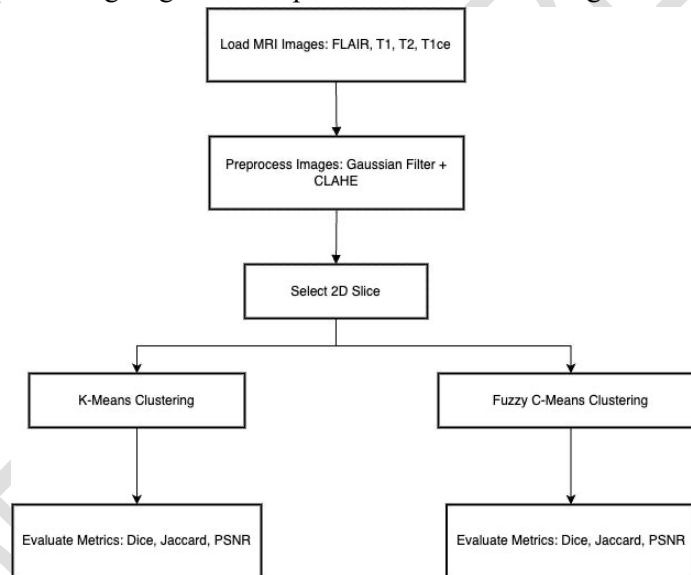 Load MRI Images: FLAIR, T1, T2, T1ce
Preprocess Images: Gaussian Filter +
CLAHE
Select 2D Slice
K-Means Clustering
Fuzzy C-Means Clustering
Evaluate Metrics: Dice, Jaccard, PSNR
Evaluate Metrics: Dice, Jaccard, PSNR